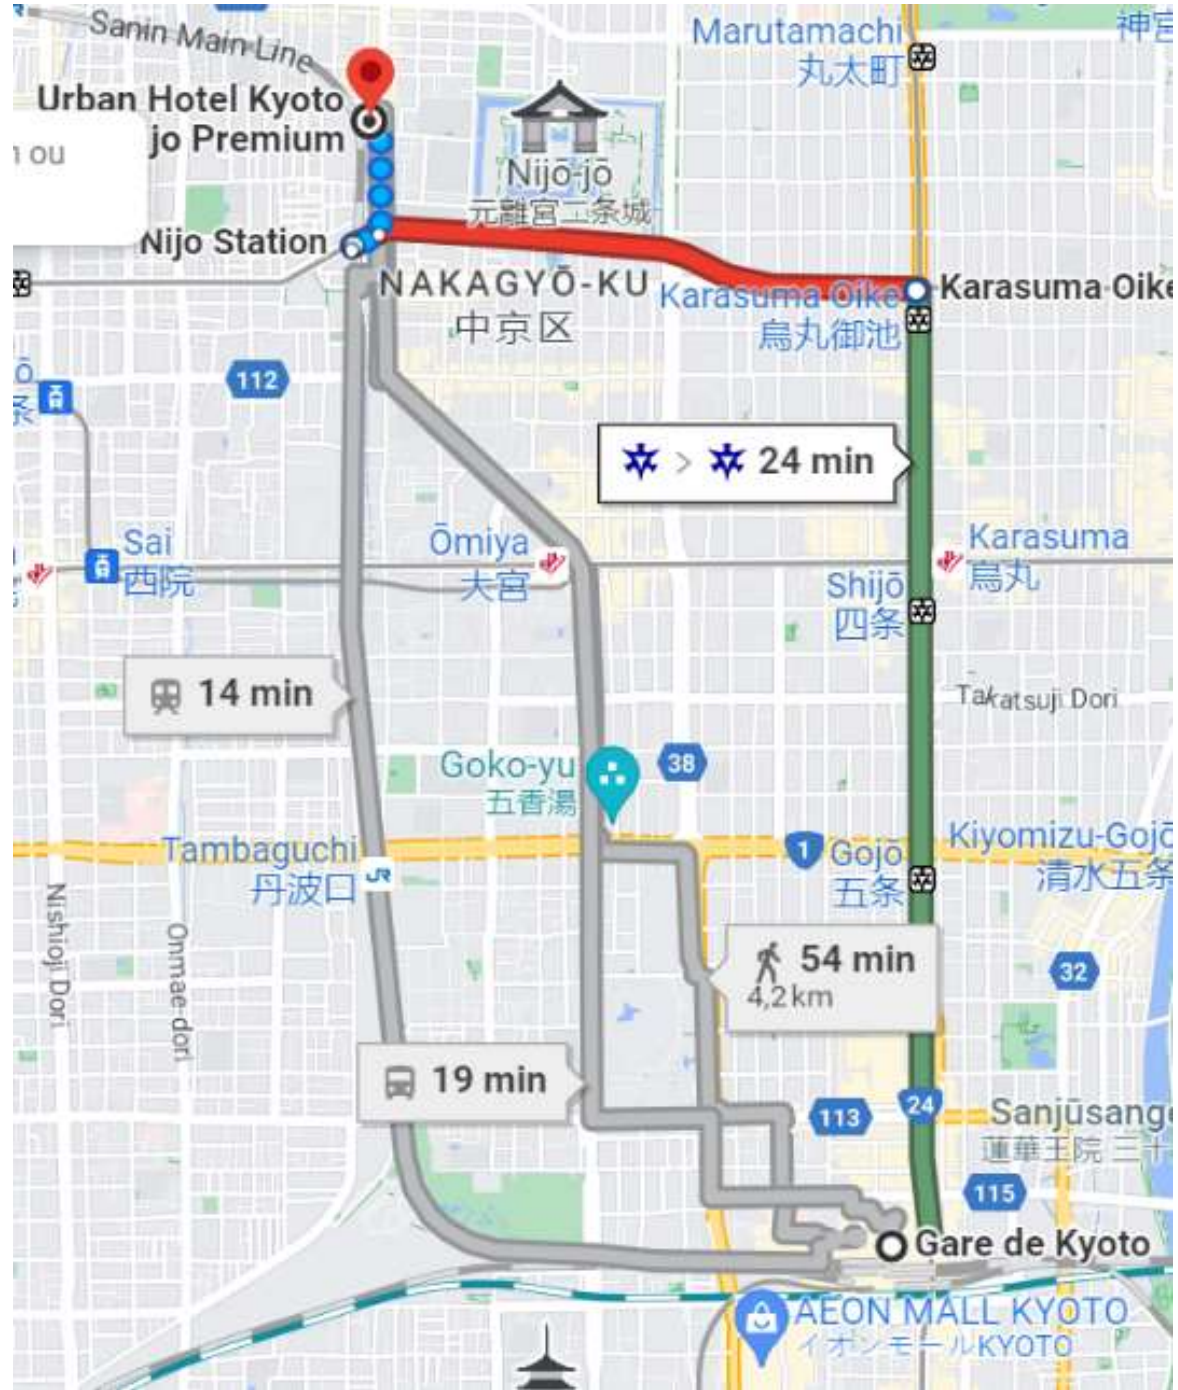 Sanin Main Line
Marutamachi
丸太町
神宮
Urban Hotel Kyoto
jo Premium
ou
Nijō-jō
元離宮二条城
Nijo Station
NAKAGYŌ-KU
中京区
Karasuma Oike
烏丸御池
Karasuma Oike
112
24 min
Sai
西院
Ōmiya
大宮
Karasuma
烏丸
Shijō
四条
14 min
Takatsuji Dori
Goko-yu
五香湯
38
Tambaguchi
丹波口
1
Gojō
五条
Kiyomizu-Gojō
清水五条
Nishioji Dori
Onmae dori
54 min
4,2 km
32
19 min
113
24
Sanjūsange
蓮華王院 三十
115
Gare de Kyoto
AEON MALL KYOTO
イオンモールKYOTO